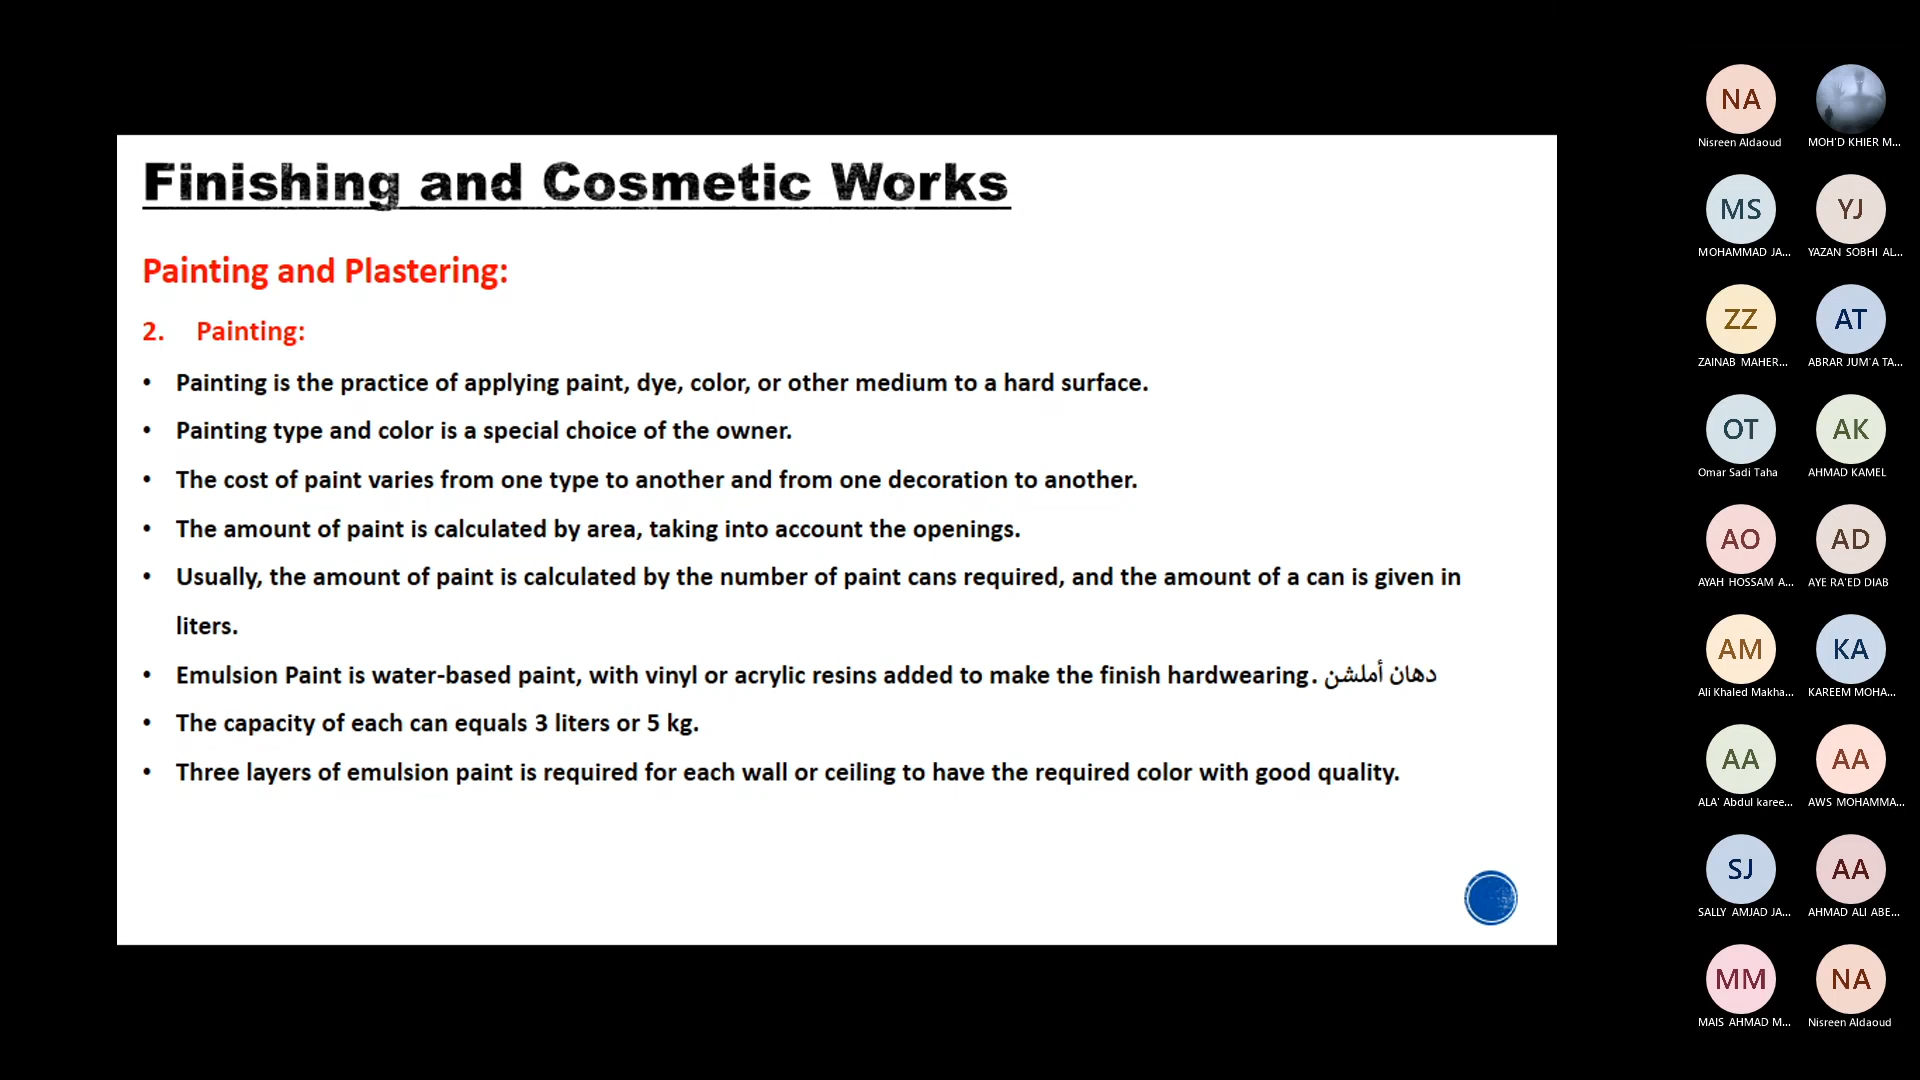 Finishing and Cosmetic Works
Painting and Plastering:
2. Painting:
• Painting is the practice of applying paint, dye, color, or other medium to a hard surface.
• Painting type and color is a special choice of the owner.
• The cost of paint varies from one type to another and from one decoration to another.
• The amount of paint is calculated by area, taking into account the openings.
• Usually, the amount of paint is calculated by the number of paint cans required, and the amount of a can is given in
liters.
• Emulsion Paint is water-based paint, with vinyl or acrylic resins added to make the finish hardwearing. دهان أملشن
• The capacity of each can equals 3 liters or 5 kg.
• Three layers of emulsion paint is required for each wall or ceiling to have the required color with good quality.
NA
Nisreen Aldaoud
MOH'D KHIER M...
MS
MOHAMMAD JA...
YJ
YAZAN SOBHI AL...
ZZ
ZAINAB MAHER...
AT
ABRAR JUM'A TA...
OT
Omar Sadi Taha
AK
AHMAD KAMEL
AO
AYAH HOSSAM A...
AD
AYE RA'ED DIAB
AM
Ali Khaled Makha...
KA
KAREEM MOHA...
AA
ALA' Abdul karee...
AA
AWS MOHAMMA...
SJ
SALLY AMJAD JA...
AA
AHMAD ALI ABE...
MM
MAIS AHMAD M...
NA
Nisreen Aldaoud